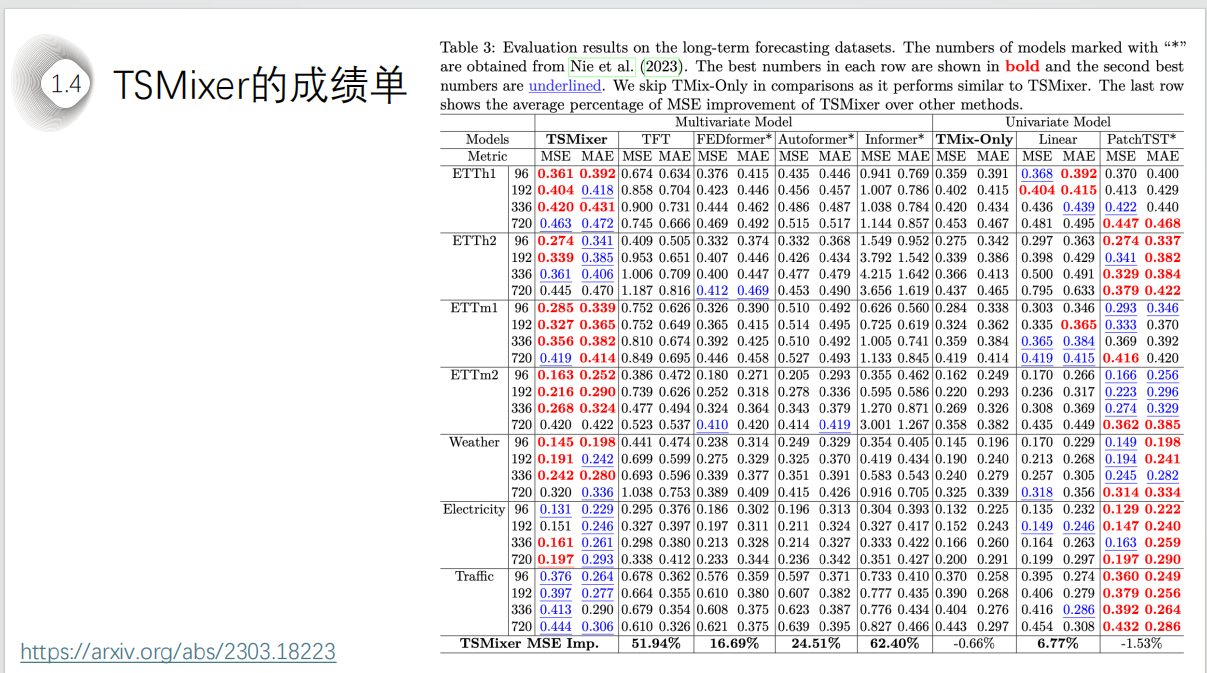 1.4
TSMixer的成绩单
Table 3: Evaluation results on the long-term forecasting datasets. The numbers of models marked with “*”
are obtained from Nie et al. (2023). The best numbers in each row are shown in bold and the second best
numbers are underlined. We skip TMix-Only in comparisons as it performs similar to TSMixer. The last row
shows the average percentage of MSE improvement of TSMixer over other methods.
Multivariate Model Univariate Model
Models TSMixer TFT FEDformer* Autoformer* Informer* TMix-Only Linear PatchTST*
Metric MSE MAE MSE MAE MSE MAE MSE MAE MSE MAE MSE MAE MSE MAE MSE MAE
ETTh1 96 0.361 0.392 0.674 0.634 0.376 0.415 0.435 0.446 0.941 0.769 0.359 0.391 0.368 0.392 0.370 0.400
192 0.404 0.418 0.858 0.704 0.423 0.446 0.456 0.457 1.007 0.786 0.402 0.415 0.404 0.415 0.413 0.429
336 0.420 0.431 0.900 0.731 0.444 0.462 0.486 0.487 1.038 0.784 0.420 0.434 0.436 0.439 0.422 0.440
720 0.463 0.472 0.745 0.666 0.469 0.492 0.515 0.517 1.144 0.857 0.453 0.467 0.481 0.495 0.447 0.468
ETTh2 96 0.274 0.341 0.409 0.505 0.332 0.374 0.332 0.368 1.549 0.952 0.275 0.342 0.297 0.363 0.274 0.337
192 0.339 0.385 0.953 0.651 0.407 0.446 0.426 0.434 3.792 1.542 0.339 0.386 0.398 0.429 0.341 0.382
336 0.361 0.406 1.006 0.709 0.400 0.447 0.477 0.479 4.215 1.642 0.366 0.413 0.500 0.491 0.329 0.384
720 0.445 0.470 1.187 0.816 0.412 0.469 0.453 0.490 3.656 1.619 0.437 0.465 0.795 0.633 0.379 0.422
ETTm1 96 0.285 0.339 0.752 0.626 0.326 0.390 0.510 0.492 0.626 0.560 0.284 0.338 0.303 0.346 0.293 0.346
192 0.327 0.365 0.752 0.649 0.365 0.415 0.514 0.495 0.725 0.619 0.324 0.362 0.335 0.365 0.333 0.370
336 0.356 0.382 0.810 0.674 0.392 0.425 0.510 0.492 1.005 0.741 0.359 0.384 0.365 0.384 0.369 0.392
720 0.419 0.414 0.849 0.695 0.446 0.458 0.527 0.493 1.133 0.845 0.419 0.414 0.419 0.415 0.416 0.420
ETTm2 96 0.163 0.252 0.386 0.472 0.180 0.271 0.205 0.293 0.355 0.462 0.162 0.249 0.170 0.266 0.166 0.256
192 0.216 0.290 0.739 0.626 0.252 0.318 0.278 0.336 0.595 0.586 0.220 0.293 0.236 0.317 0.223 0.296
336 0.268 0.324 0.477 0.494 0.324 0.364 0.343 0.379 1.270 0.871 0.269 0.326 0.308 0.369 0.274 0.329
720 0.420 0.422 0.523 0.537 0.410 0.420 0.414 0.419 3.001 1.267 0.358 0.382 0.435 0.449 0.362 0.385
Weather 96 0.145 0.198 0.441 0.474 0.238 0.314 0.249 0.329 0.354 0.405 0.145 0.196 0.170 0.229 0.149 0.198
192 0.191 0.242 0.699 0.599 0.275 0.329 0.325 0.370 0.419 0.434 0.190 0.240 0.213 0.268 0.194 0.241
336 0.242 0.280 0.693 0.596 0.339 0.377 0.351 0.391 0.583 0.543 0.240 0.279 0.257 0.305 0.245 0.282
720 0.320 0.336 1.038 0.753 0.389 0.409 0.415 0.426 0.916 0.705 0.325 0.339 0.318 0.356 0.314 0.334
Electricity 96 0.131 0.229 0.295 0.376 0.186 0.302 0.196 0.313 0.304 0.393 0.132 0.225 0.135 0.232 0.129 0.222
192 0.151 0.246 0.327 0.397 0.197 0.311 0.211 0.324 0.327 0.417 0.152 0.243 0.149 0.246 0.147 0.240
336 0.161 0.261 0.298 0.380 0.213 0.328 0.214 0.327 0.333 0.422 0.166 0.260 0.164 0.263 0.163 0.259
720 0.197 0.293 0.338 0.412 0.233 0.344 0.236 0.342 0.351 0.427 0.200 0.291 0.199 0.297 0.197 0.290
Traffic 96 0.376 0.264 0.678 0.362 0.576 0.359 0.597 0.371 0.733 0.410 0.370 0.258 0.395 0.274 0.360 0.249
192 0.397 0.277 0.664 0.355 0.610 0.380 0.607 0.382 0.777 0.435 0.390 0.268 0.406 0.279 0.379 0.256
336 0.413 0.290 0.679 0.354 0.608 0.375 0.623 0.387 0.776 0.434 0.404 0.276 0.416 0.286 0.392 0.264
720 0.444 0.306 0.610 0.326 0.621 0.375 0.639 0.395 0.827 0.466 0.443 0.297 0.454 0.308 0.432 0.286
TSMixer MSE Imp. 51.94% 16.69% 24.51% 62.40% -0.66% 6.77% -1.53%
https://arxiv.org/abs/2303.18223